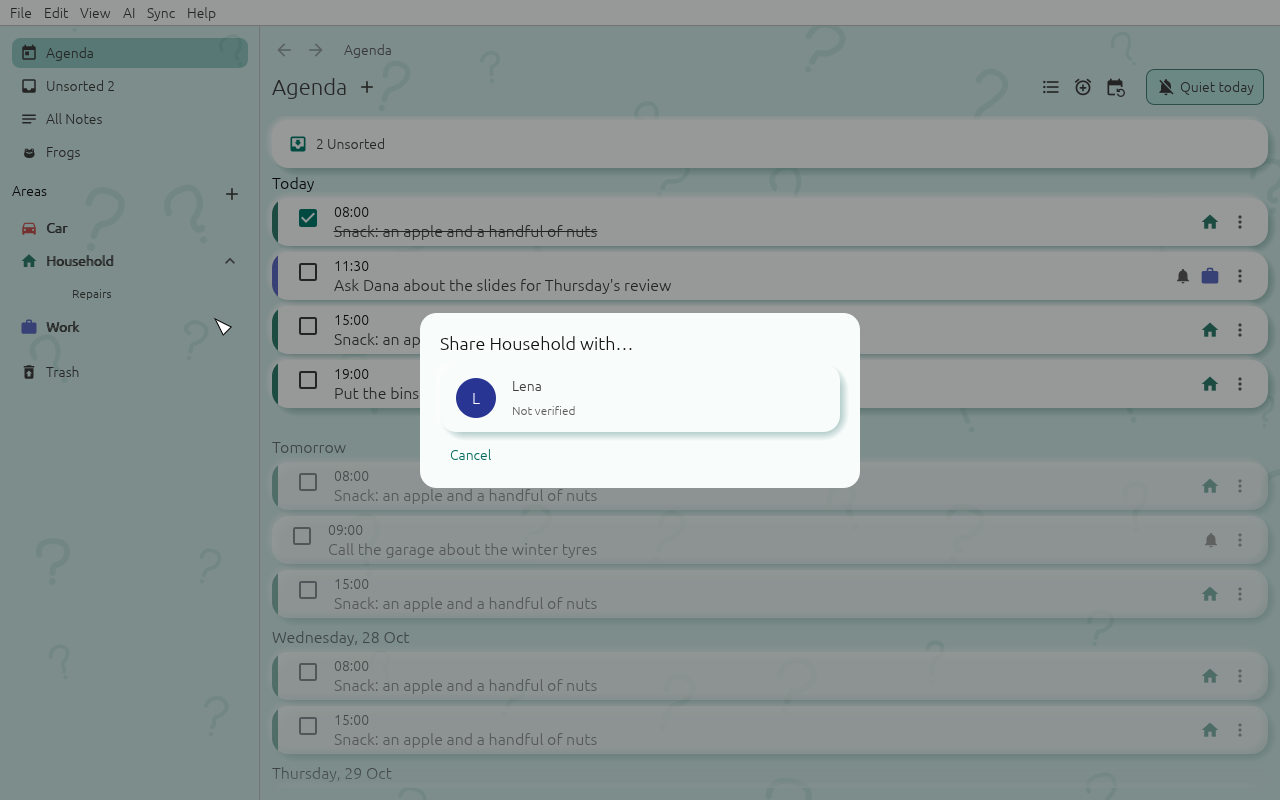 File Edit View AI Sync Help
Agenda
Unsorted 2
All Notes
Frogs
Areas
Car
Household
Repairs
Work
Trash
Agenda
Agenda
Quiet today
2 Unsorted
Today
08:00
Snack: an apple and a handful of nuts
11:30
Ask Dana about the slides for Thursday's review
15:00
Snack: an ap
19:00
Put the bins
Share Household with…
L
Lena
Not verified
Cancel
Tomorrow
08:00
Snack: an apple and a handful of nuts
09:00
Call the garage about the winter tyres
15:00
Snack: an apple and a handful of nuts
Wednesday, 28 Oct
08:00
Snack: an apple and a handful of nuts
15:00
Snack: an apple and a handful of nuts
Thursday, 29 Oct